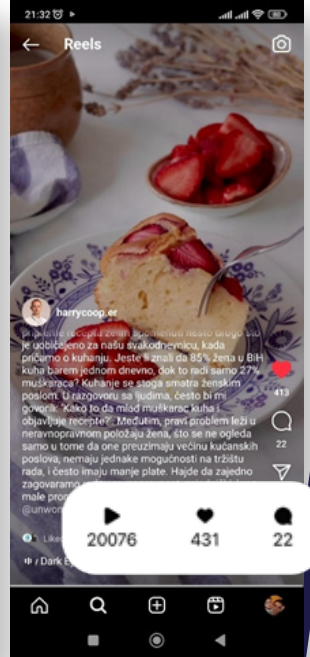 21:32
Reels
harrycoop.er
je uobičajeno za našu svakodnevnicu, kada
pričamo o kuhanju. Jeste li znali da 85% žena u BiH
kuha barem jednom dnevno, dok to radi samo 27%
muškaraca? Kuhanje se stoga smatra ženskim
poslom. U razgovoru sa ljudima, često bi mi
govorili: "Kako to da mlad muškarac kuha i
objavljuje recepte?". Međutim, pravi problem leži u
neravnopravnom položaju žena, što se ne ogleda
samo u tome da one preuzimaju većinu kućanskih
poslova, nemaju jednake mogućnosti na tržištu
rada, i često imaju manje plate. Hajde da zajedno
zagovaramo
male
413
22
20076
431
22